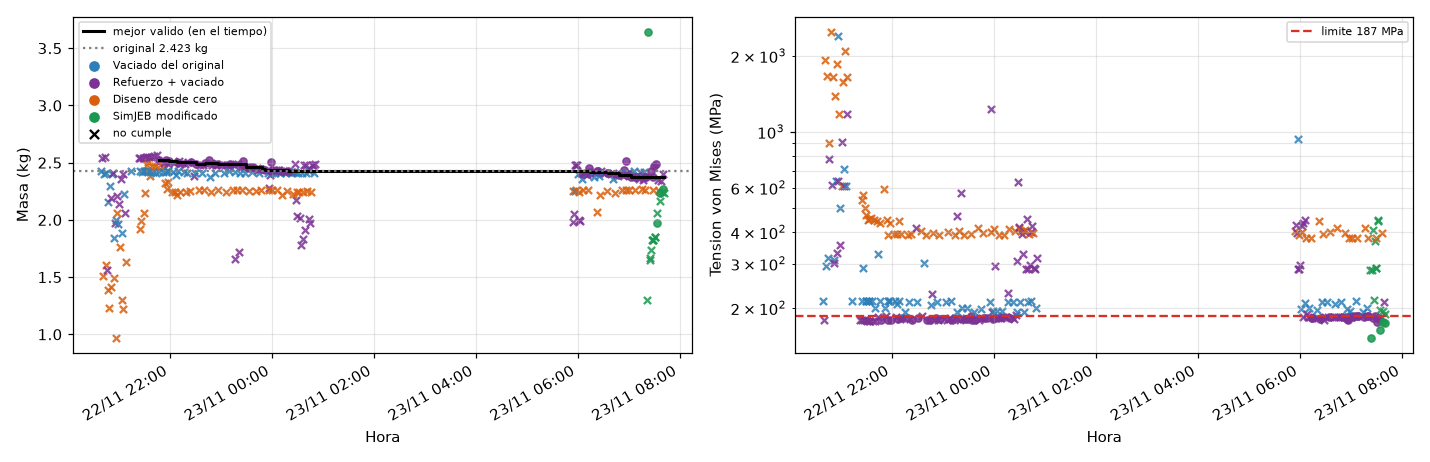 3.5
3.0
2.5
2.0
1.5
1.0
Masa (kg)
mejor valido (en el tiempo)
original 2.423 kg
Vaciado del original
Refuerzo + vaciado
Diseno desde cero
SimJEB modificado
no cumple
22/11 22:00
23/11 00:00
23/11 02:00
23/11 04:00
23/11 06:00
23/11 08:00
Hora
2 × 10³
10³
6 × 10²
4 × 10²
3 × 10²
2 × 10²
Tension von Mises (MPa)
limite 187 MPa
22/11 22:00
23/11 00:00
23/11 02:00
23/11 04:00
23/11 06:00
23/11 08:00
Hora